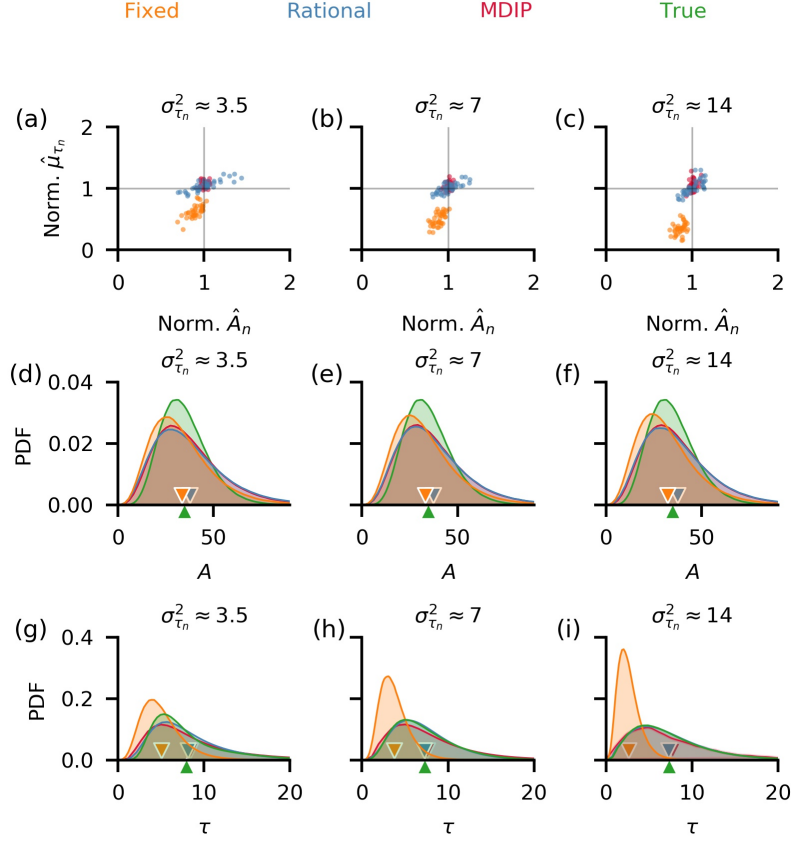 Fixed Rational MDIP True
(a) σ²τₙ ≈ 3.5 (b) σ²τₙ ≈ 7 (c) σ²τₙ ≈ 14
2
1
0
Norm. μ̂τₙ
0 1 2 0 1 2 0 1 2
Norm. Âₙ Norm. Âₙ Norm. Âₙ
(d) σ²τₙ ≈ 3.5 (e) σ²τₙ ≈ 7 (f) σ²τₙ ≈ 14
0.04
0.02
0.00
PDF
0 50 0 50 0 50
A A A
(g) σ²τₙ ≈ 3.5 (h) σ²τₙ ≈ 7 (i) σ²τₙ ≈ 14
0.4
0.2
0.0
PDF
0 10 20 0 10 20 0 10 20
τ τ τ